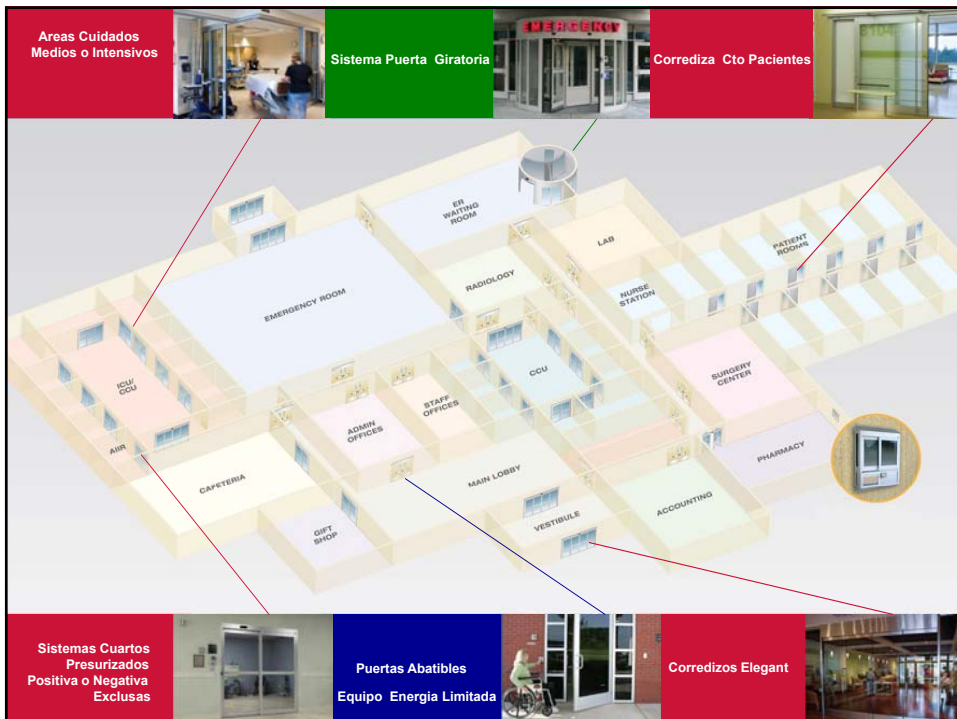 Areas Cuidados
Medios o Intensivos
Sistema Puerta Giratoria
EMERGENCY
Corrediza Cto Pacientes
ER
WAITING
ROOM
LAB
PATIENT
ROOMS
RADIOLOGY
NURSE
STATION
EMERGENCY ROOM
ICU/
CCU
CCU
SURGERY
CENTER
STAFF
OFFICES
ADMIN
OFFICES
AIIR
CAFETERIA
MAIN LOBBY
PHARMACY
GIFT
SHOP
VESTIBULE
ACCOUNTING
Sistemas Cuartos
Presurizados
Positiva o Negativa
Exclusas
Puertas Abatibles
Equipo Energia Limitada
Corredizos Elegant